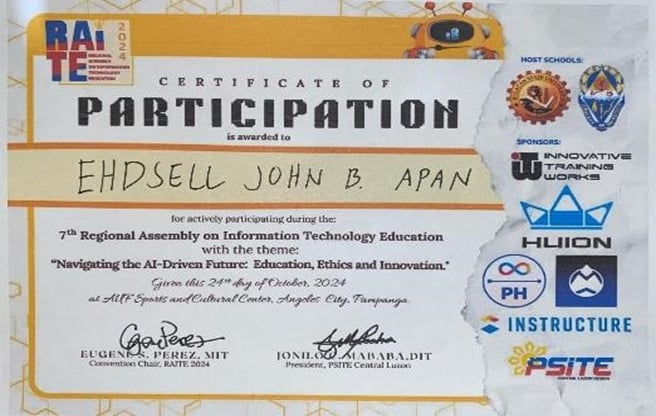 RAiTE
2024
REGIONAL
ASSEMBLY
ON INFORMATION
TECHNOLOGY
EDUCATION
CERTIFICATE OF
PARTICIPATION
is awarded to
EHDSELL JOHN B. APAN
for actively participating during the:
7th Regional Assembly on Information Technology Education
with the theme:
"Navigating the AI-Driven Future: Education, Ethics and Innovation."
Given this 24th day of October, 2024
at AUF Sports and Cultural Center, Angeles City, Pampanga.
EUGENE S. PEREZ, MIT
Convention Chair, RAITE 2024
JONILO C. MABABA, DIT
President, PSITE Central Luzon
HOST SCHOOLS:
SPONSORS:
INNOVATIVE
TRAINING
WORKS
HUION
PH
INSTRUCTURE
PSiTE
CENTRAL LUZON REGION